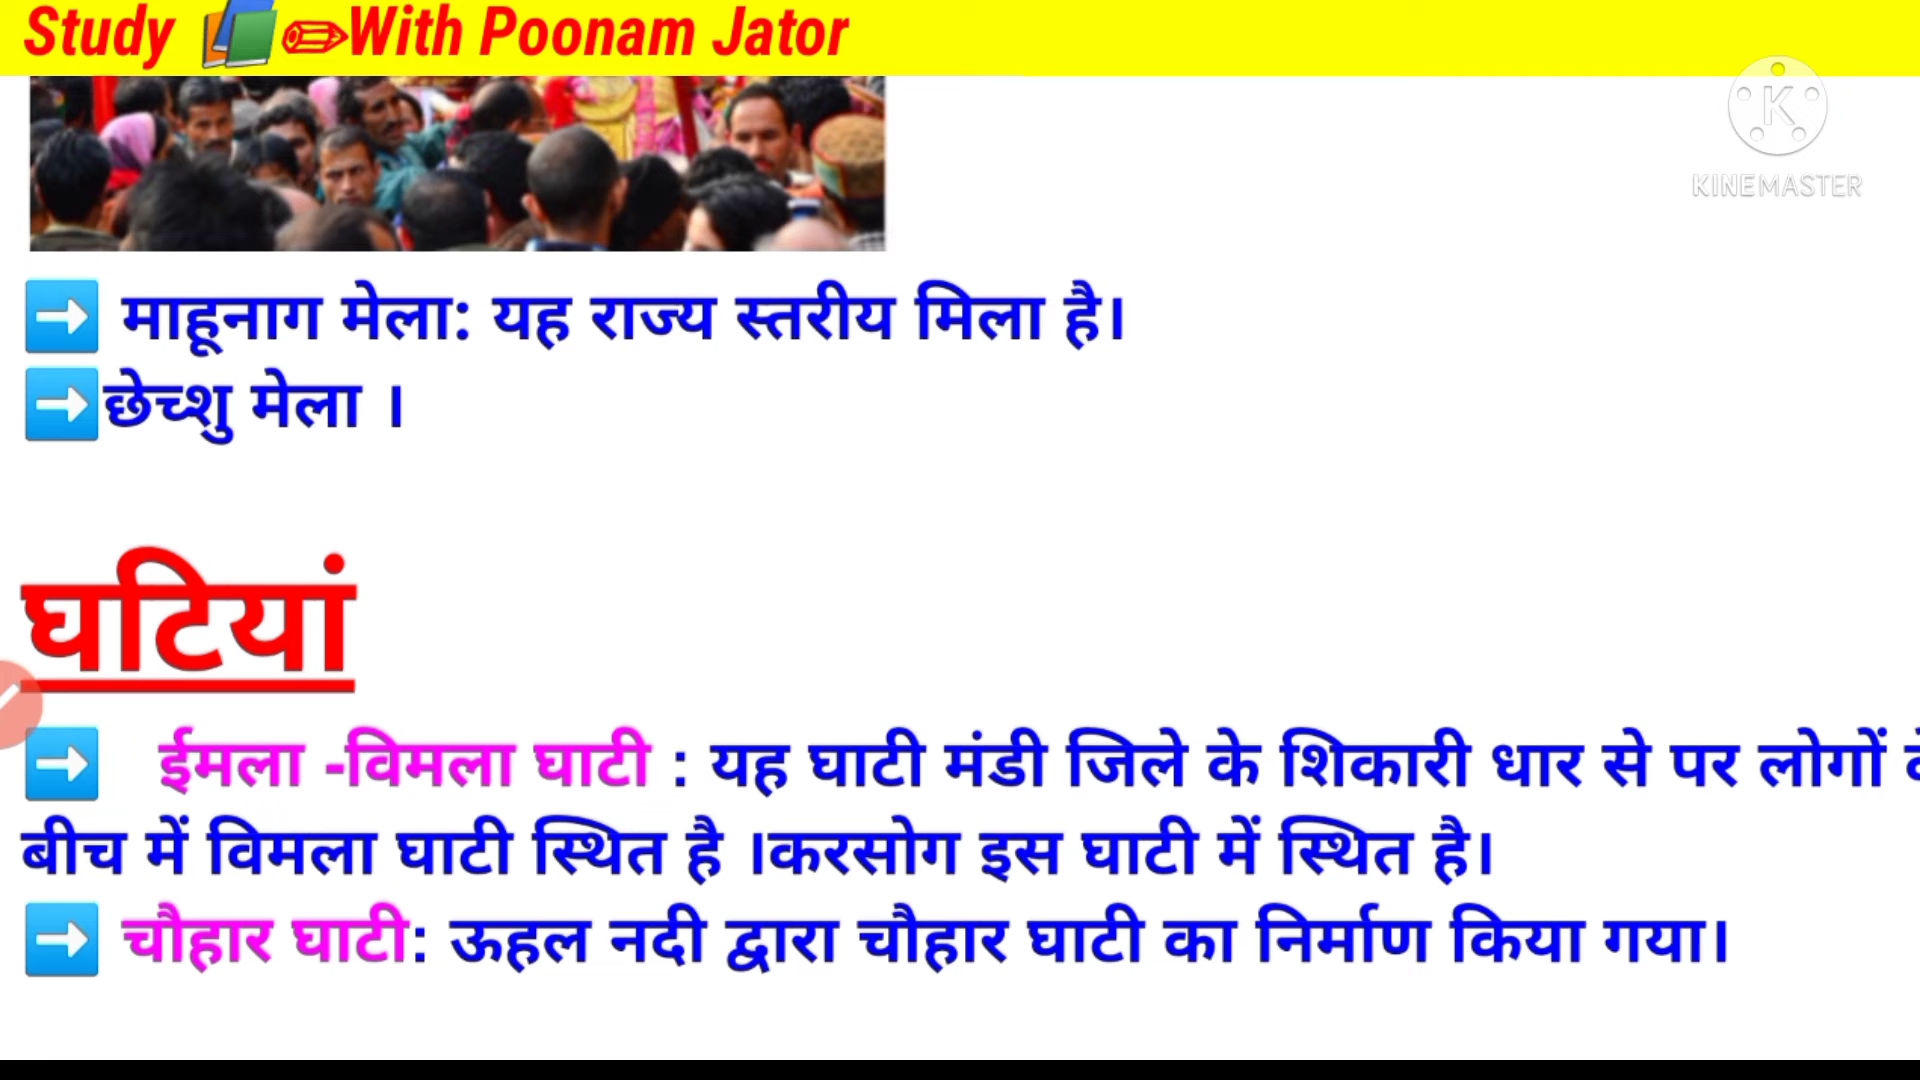 Study 📚✏With Poonam Jator
KINEMASTER
➡ माहूनाग मेला: यह राज्य स्तरीय मिला है।
➡छेच्शु मेला ।
घटियां
➡ ईमला -विमला घाटी : यह घाटी मंडी जिले के शिकारी धार से पर लोगों
बीच में विमला घाटी स्थित है ।करसोग इस घाटी में स्थित है।
➡ चौहार घाटी: ऊहल नदी द्वारा चौहार घाटी का निर्माण किया गया।